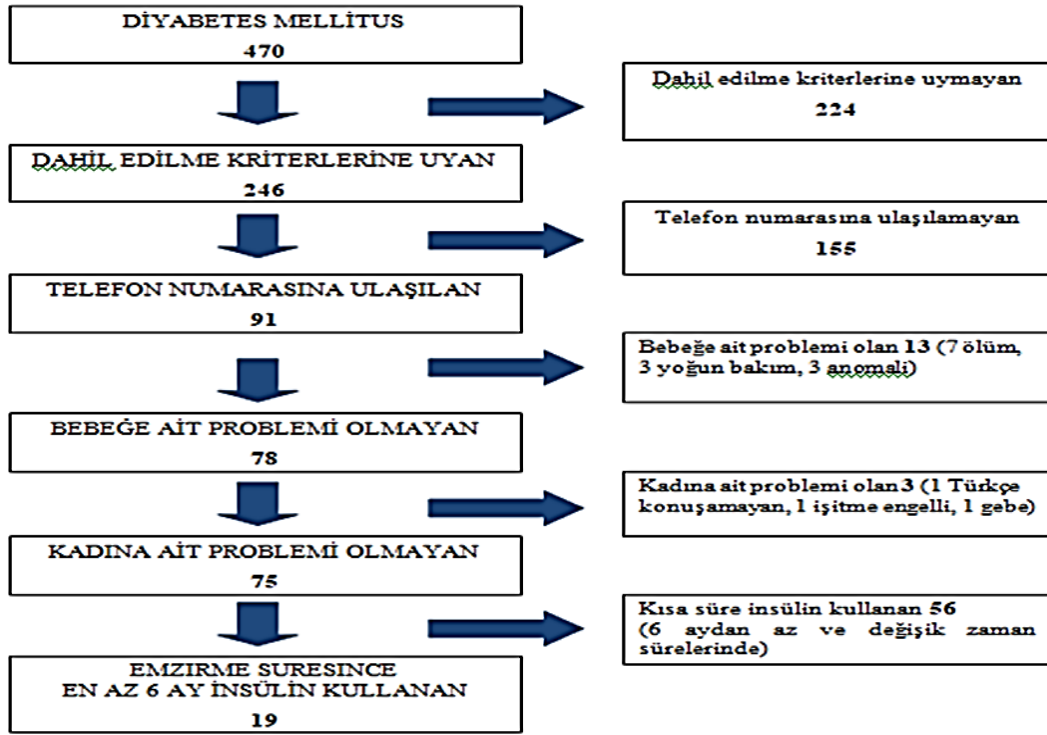 DİYABETES MELLİTUS
470
Dahil edilme kriterlerine uymayan
224
DAHİL EDİLME KRİTERLERİNE UYAN
246
Telefon numarasına ulaşılamayan
155
TELEFON NUMARASINA ULAŞILAN
91
Bebeğe ait problemi olan 13 (7 ölüm,
3 yoğun bakım, 3 anomali)
BEBEĞE AİT PROBLEMİ OLMAYAN
78
Kadına ait problemi olan 3 (1 Türkçe
konuşamayan, 1 işitme engelli, 1 gebe)
KADINA AİT PROBLEMİ OLMAYAN
75
Kısa süre insülin kullanan 56
(6 aydan az ve değişik zaman
sürelerinde)
EMZIRME SURESINCE
EN AZ 6 AY İNSÜLİN KULLANAN
19